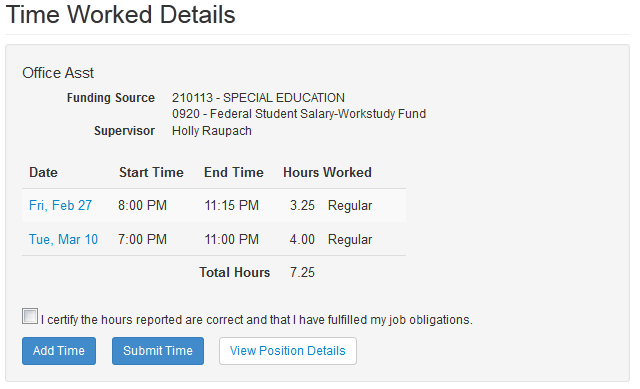 Time Worked Details
Office Asst
Funding Source 210113 - SPECIAL EDUCATION
0920 - Federal Student Salary-Workstudy Fund
Supervisor Holly Raupach
Date Start Time End Time Hours Worked
Fri, Feb 27 8:00 PM 11:15 PM 3.25 Regular
Tue, Mar 10 7:00 PM 11:00 PM 4.00 Regular
Total Hours 7.25
I certify the hours reported are correct and that I have fulfilled my job obligations.
Add Time Submit Time View Position Details